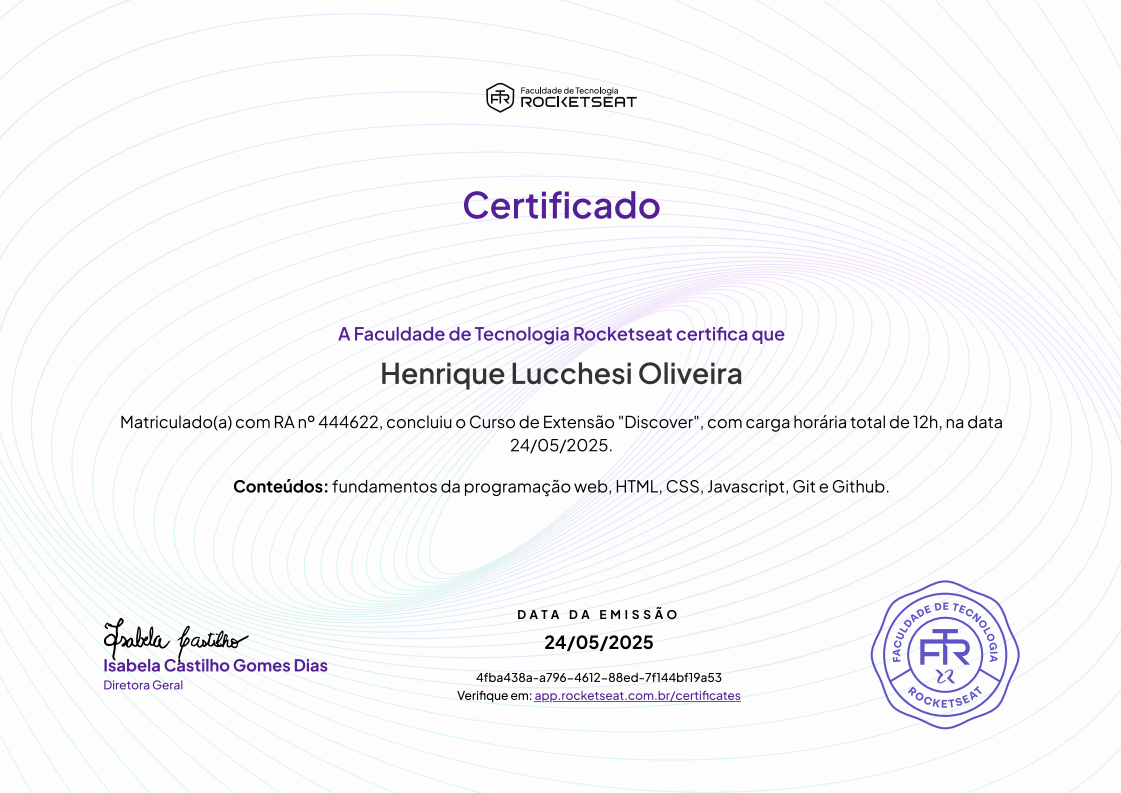 Faculdade de Tecnologia
ROCKETSEAT
Certificado
A Faculdade de Tecnologia Rocketseat certifica que
Henrique Lucchesi Oliveira
Matriculado(a) com RA nº 444622, concluiu o Curso de Extensão "Discover", com carga horária total de 12h, na data
24/05/2025.
Conteúdos: fundamentos da programação web, HTML, CSS, Javascript, Git e Github.
Isabela Castilho
Isabela Castilho Gomes Dias
Diretora Geral
DATA DA EMISSÃO
24/05/2025
4fba438a-a796-4612-88ed-7f144bf19a53
Verifique em: app.rocketseat.com.br/certificates
FACULDADE DE TECNOLOGIA
FTR
ROCKETSEAT